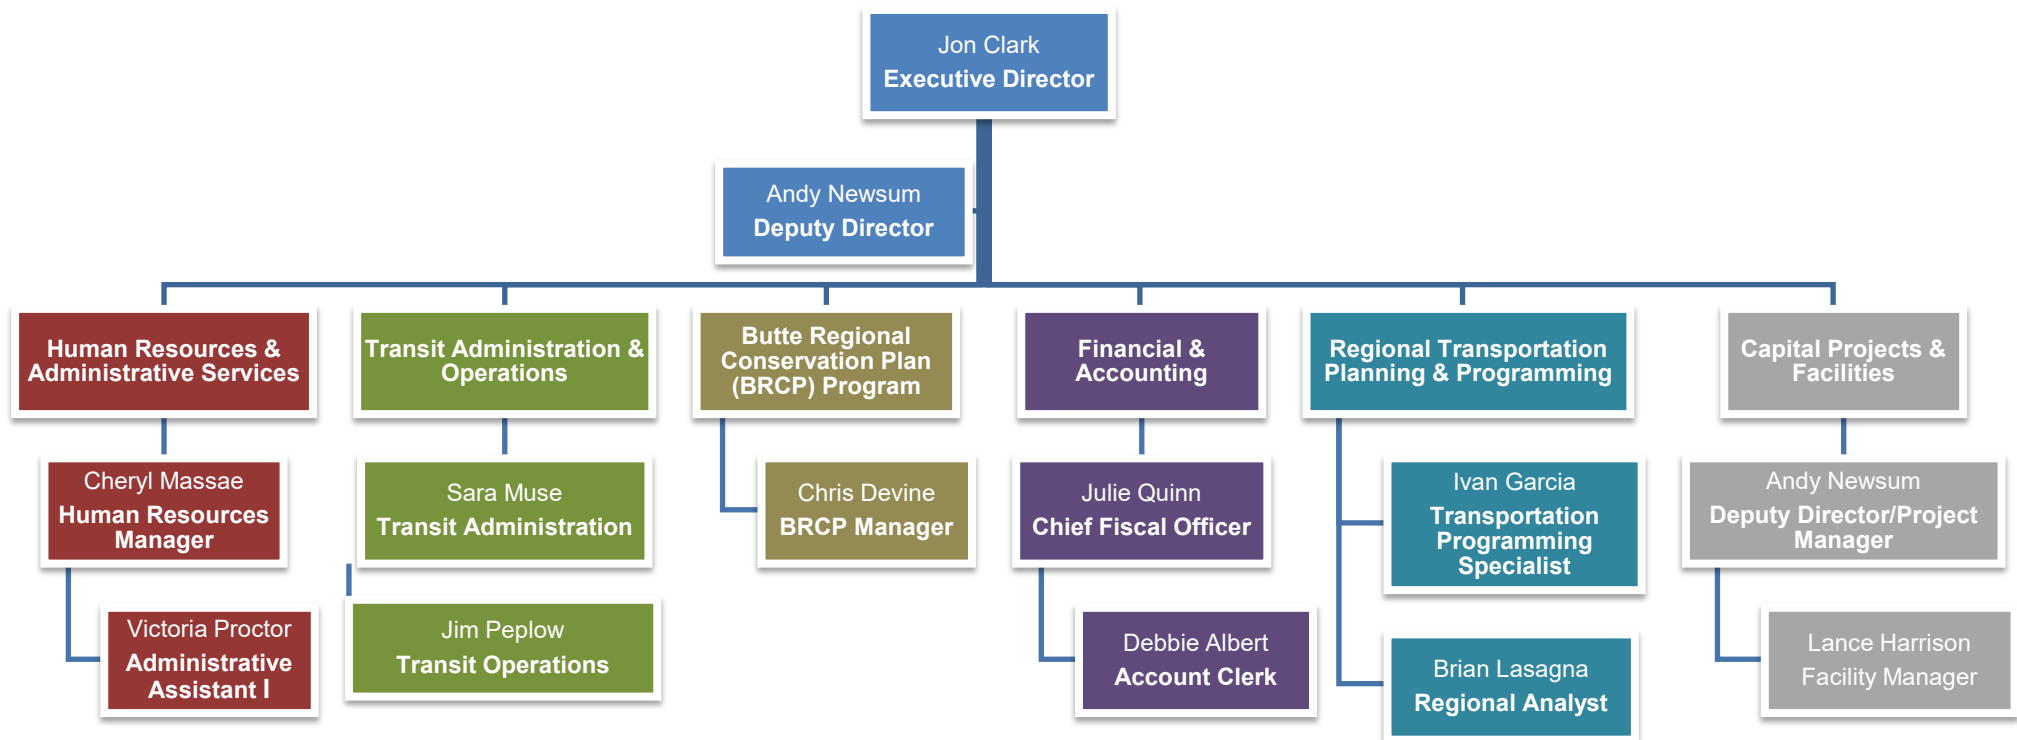 Jon Clark
Executive Director
Andy Newsum
Deputy Director
Human Resources &
Administrative Services
Transit Administration &
Operations
Butte Regional
Conservation Plan
(BRCP) Program
Financial &
Accounting
Regional Transportation
Planning & Programming
Capital Projects &
Facilities
Cheryl Massae
Human Resources
Manager
Sara Muse
Transit Administration
Chris Devine
BRCP Manager
Julie Quinn
Chief Fiscal Officer
Ivan Garcia
Transportation
Programming
Specialist
Andy Newsum
Deputy Director/Project
Manager
Victoria Proctor
Administrative
Assistant I
Jim Peplow
Transit Operations
Debbie Albert
Account Clerk
Brian Lasagna
Regional Analyst
Lance Harrison
Facility Manager